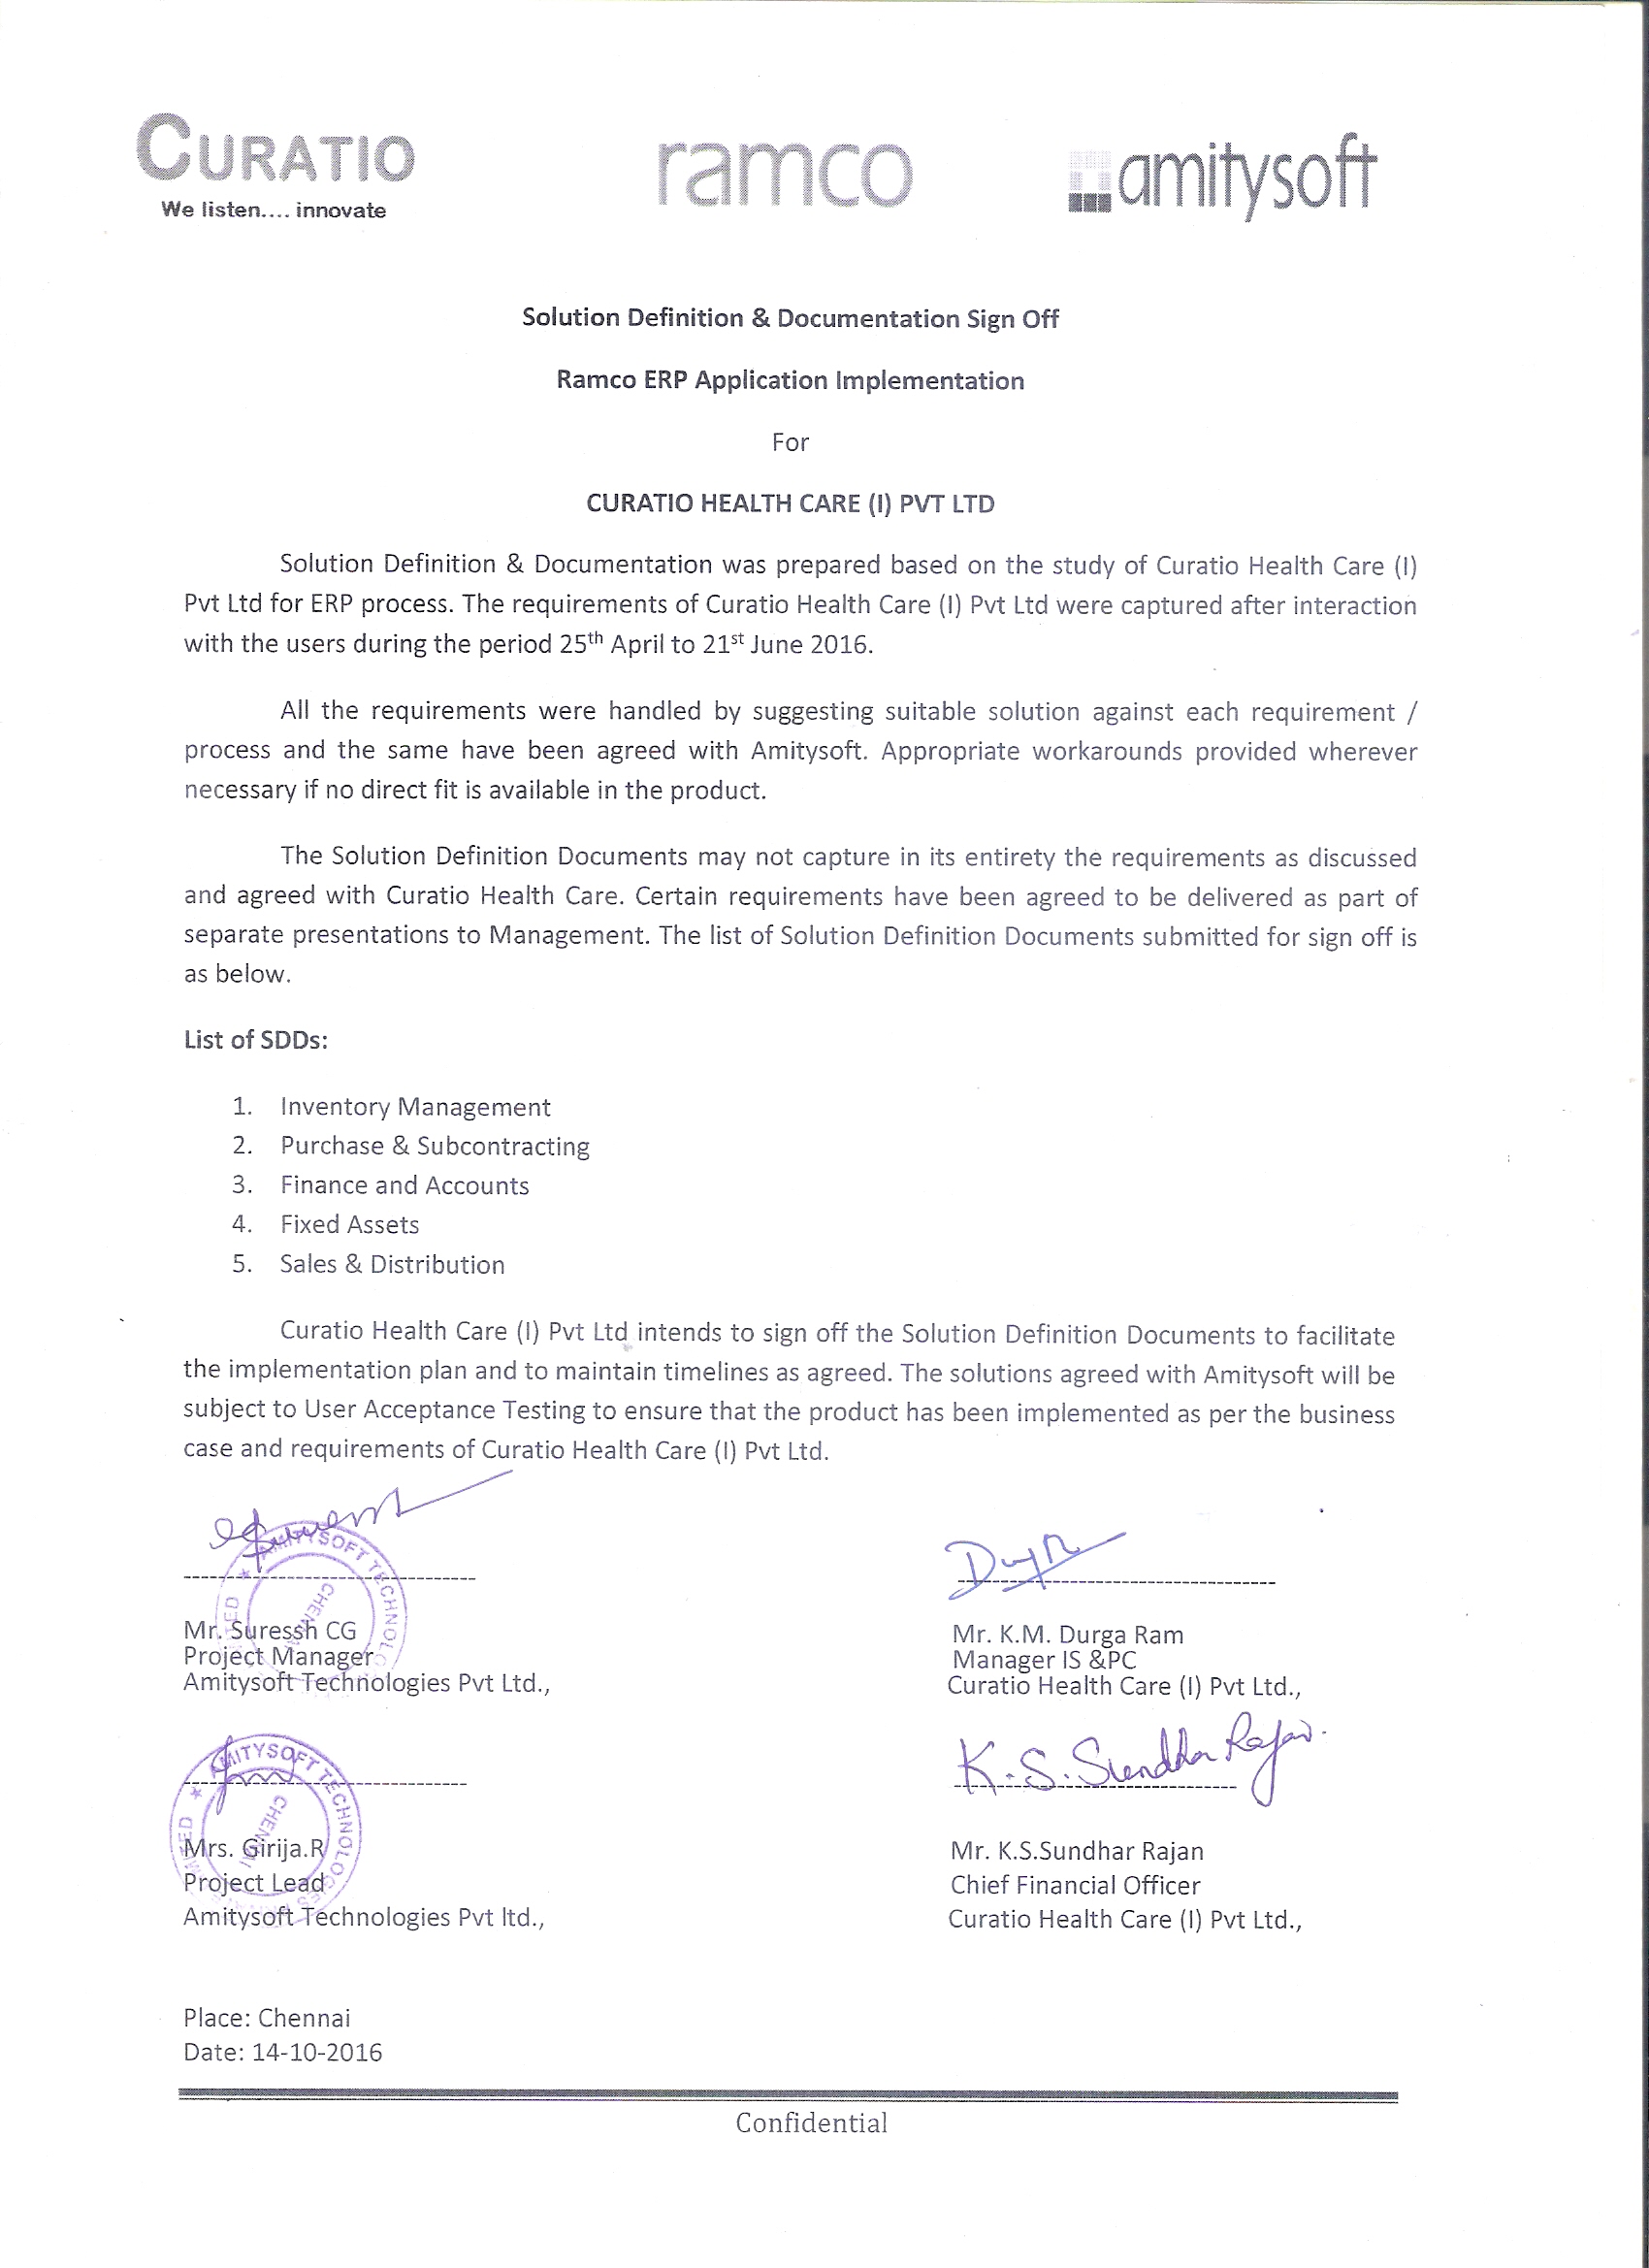 CURATIO
We listen.... innovate
ramco
amitysoft
Solution Definition & Documentation Sign Off
Ramco ERP Application Implementation
For
CURATIO HEALTH CARE (I) PVT LTD
Solution Definition & Documentation was prepared based on the study of Curatio Health Care (I)
Pvt Ltd for ERP process. The requirements of Curatio Health Care (I) Pvt Ltd were captured after interaction
with the users during the period 25th April to 21st June 2016.
All the requirements were handled by suggesting suitable solution against each requirement /
process and the same have been agreed with Amitysoft. Appropriate workarounds provided wherever
necessary if no direct fit is available in the product.
The Solution Definition Documents may not capture in its entirety the requirements as discussed
and agreed with Curatio Health Care. Certain requirements have been agreed to be delivered as part of
separate presentations to Management. The list of Solution Definition Documents submitted for sign off is
as below.
List of SDDs:
1. Inventory Management
2. Purchase & Subcontracting
3. Finance and Accounts
4. Fixed Assets
5. Sales & Distribution
Curatio Health Care (I) Pvt Ltd intends to sign off the Solution Definition Documents to facilitate
the implementation plan and to maintain timelines as agreed. The solutions agreed with Amitysoft will be
subject to User Acceptance Testing to ensure that the product has been implemented as per the business
case and requirements of Curatio Health Care (I) Pvt Ltd.
AMITYSOFT TECHNOL
CHENNAI
Mr. Suressh CG
Project Manager
Amitysoft Technologies Pvt Ltd.,
Mr. K.M. Durga Ram
Manager IS &PC
Curatio Health Care (I) Pvt Ltd.,
AMITYSOFT TECHNOLOGIES
CHENNAI
Mrs. Girija.R
Project Lead
Amitysoft Technologies Pvt ltd.,
K.S. Sundhar Rajan.
Mr. K.S.Sundhar Rajan
Chief Financial Officer
Curatio Health Care (I) Pvt Ltd.,
Place: Chennai
Date: 14-10-2016
Confidential